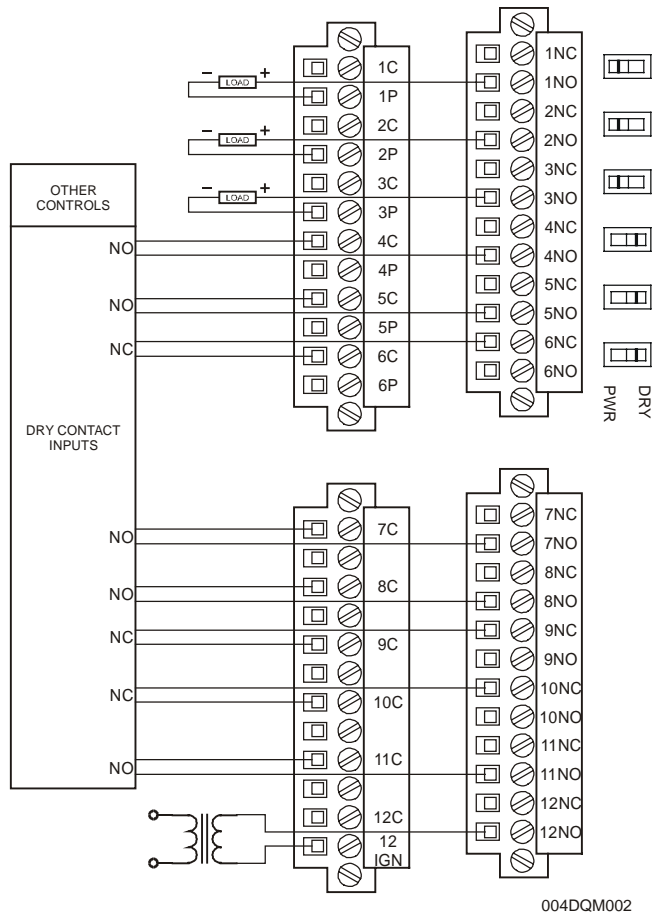 1C
1P
2C
2P
3C
3P
4C
4P
5C
5P
6C
6P
1NC
1NO
2NC
2NO
3NC
3NO
4NC
4NO
5NC
5NO
6NC
6NO
PWR
DRY
− LOAD +
− LOAD +
− LOAD +
OTHER
CONTROLS
NO
NO
NC
DRY CONTACT
INPUTS
NO
NO
NC
NC
NO
7C
8C
9C
10C
11C
12C
12
IGN
7NC
7NO
8NC
8NO
9NC
9NO
10NC
10NO
11NC
11NO
12NC
12NO
004DQM002